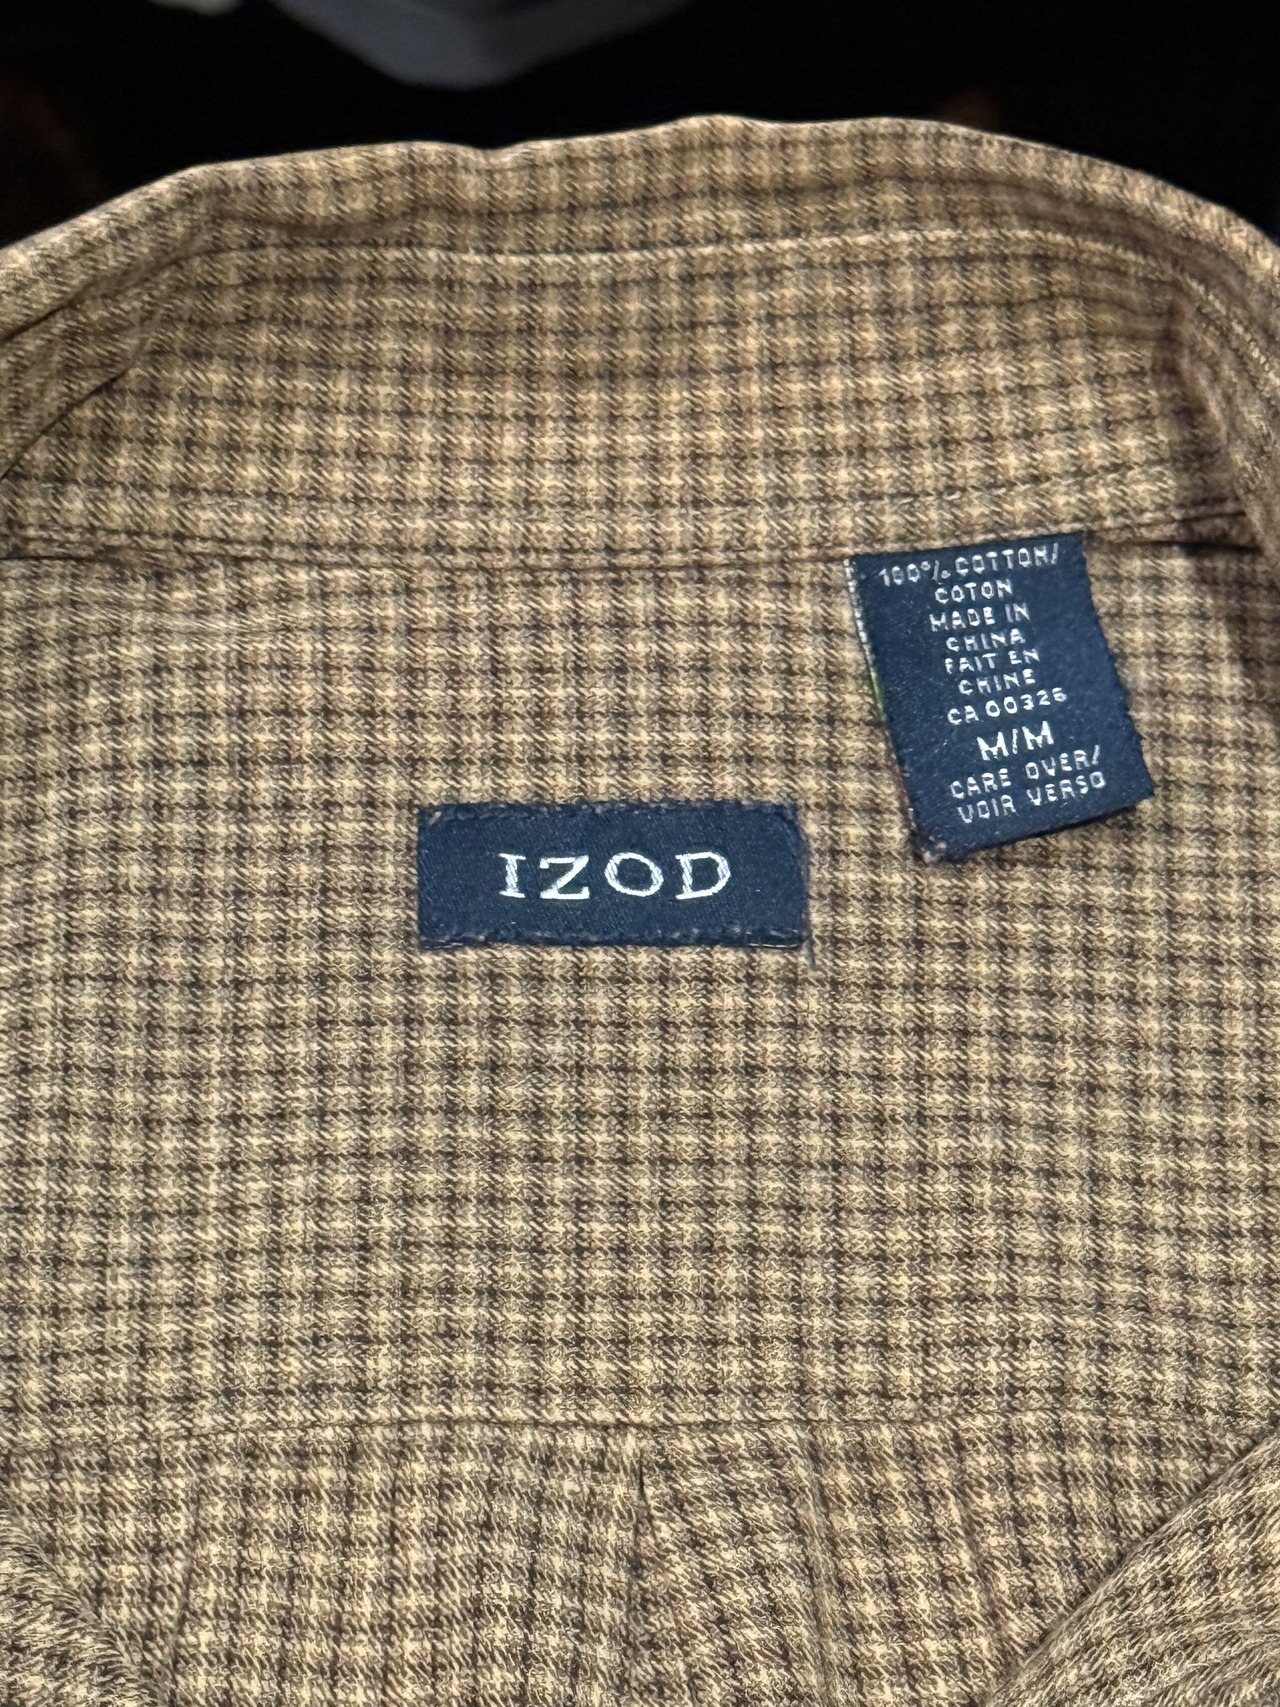 100% COTTON/
COTON
MADE IN
CHINA
FAIT EN
CHINE
CA 00326
M/M
CARE OVER/
VOIR VERSO
IZOD